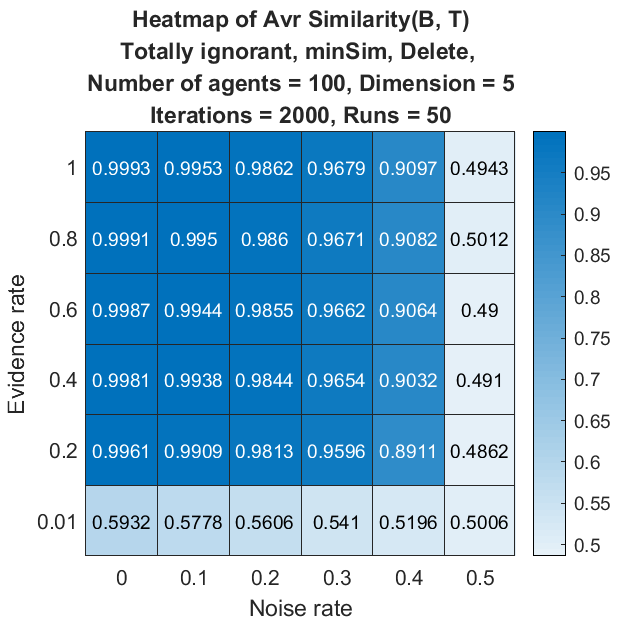 Heatmap of Avr Similarity(B, T)
Totally ignorant, minSim, Delete,
Number of agents = 100, Dimension = 5
Iterations = 2000, Runs = 50
1 0.9993 0.9953 0.9862 0.9679 0.9097 0.4943
0.8 0.9991 0.995 0.986 0.9671 0.9082 0.5012
0.6 0.9987 0.9944 0.9855 0.9662 0.9064 0.49
0.4 0.9981 0.9938 0.9844 0.9654 0.9032 0.491
0.2 0.9961 0.9909 0.9813 0.9596 0.8911 0.4862
0.01 0.5932 0.5778 0.5606 0.541 0.5196 0.5006
0 0.1 0.2 0.3 0.4 0.5
Noise rate
Evidence rate
0.95
0.9
0.85
0.8
0.75
0.7
0.65
0.6
0.55
0.5